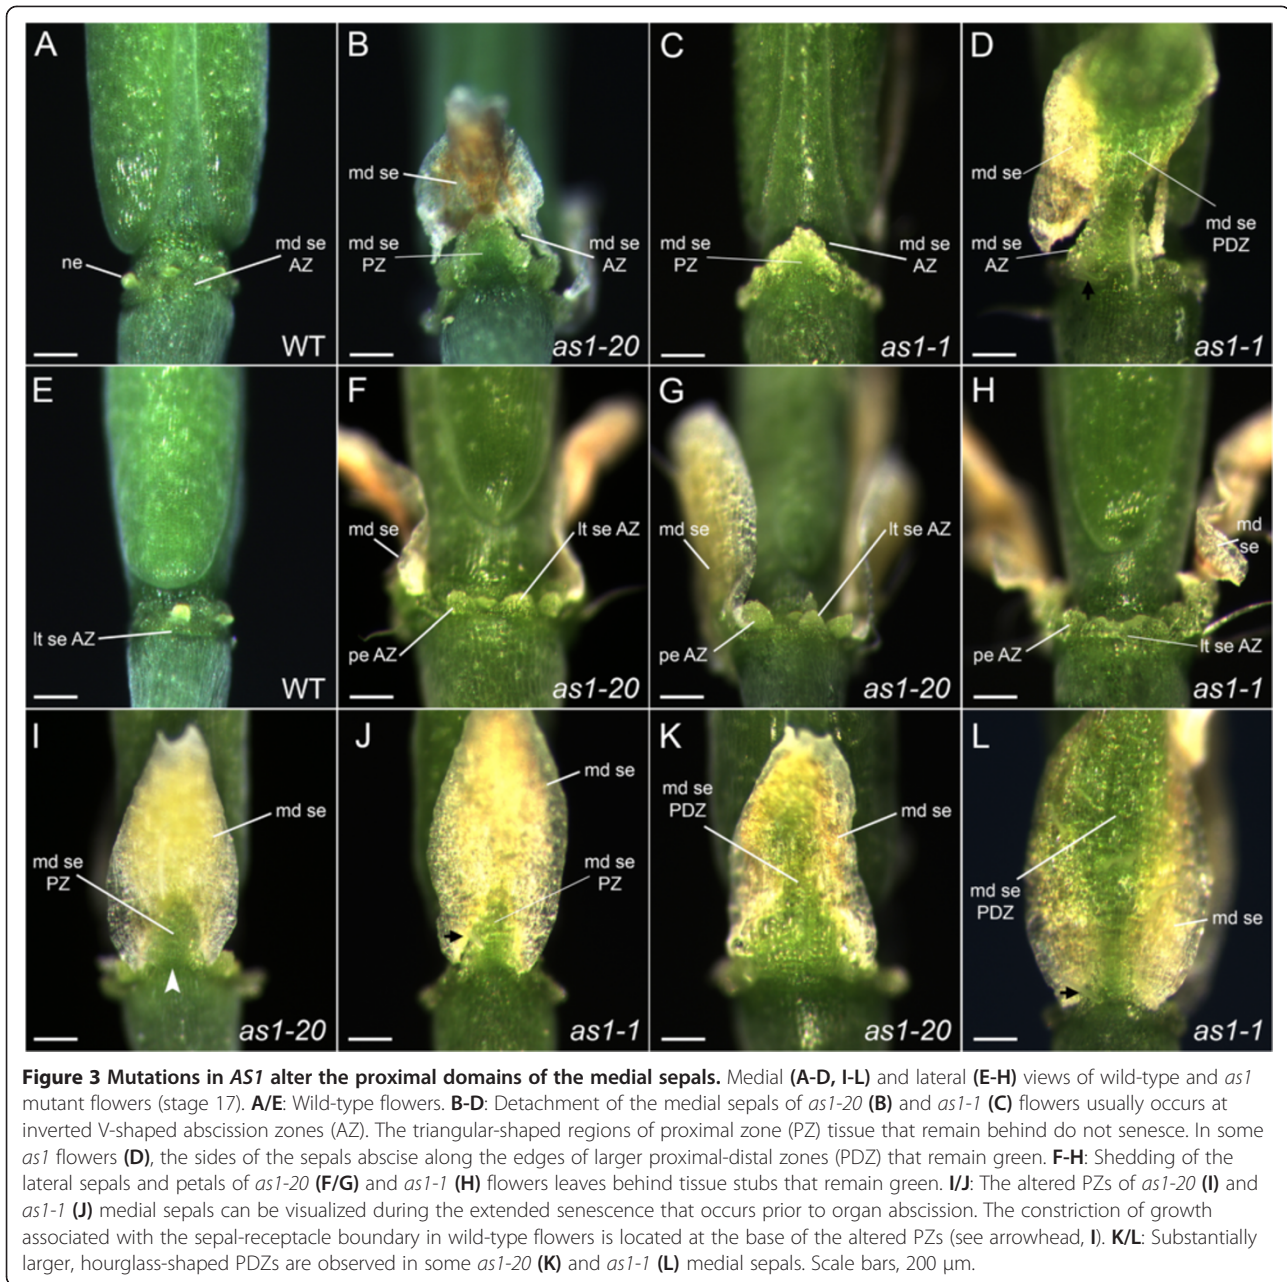 A
ne
md se
AZ
WT
B
md se
md se
PZ
md se
AZ
as1-20
C
md se
PZ
md se
AZ
as1-1
D
md se
md se
PDZ
md se
AZ
as1-1
E
lt se AZ
WT
F
md se
lt se AZ
pe AZ
as1-20
G
md se
lt se AZ
pe AZ
as1-20
H
md
se
pe AZ
lt se AZ
as1-1
I
md se
md se
PZ
as1-20
J
md se
md se
PZ
as1-1
K
md se
PDZ
md se
as1-20
L
md se
PDZ
md se
as1-1
Figure 3 Mutations in AS1 alter the proximal domains of the medial sepals. Medial (A-D, I-L) and lateral (E-H) views of wild-type and as1
mutant flowers (stage 17). A/E: Wild-type flowers. B-D: Detachment of the medial sepals of as1-20 (B) and as1-1 (C) flowers usually occurs at
inverted V-shaped abscission zones (AZ). The triangular-shaped regions of proximal zone (PZ) tissue that remain behind do not senesce. In some
as1 flowers (D), the sides of the sepals abscise along the edges of larger proximal-distal zones (PDZ) that remain green. F-H: Shedding of the
lateral sepals and petals of as1-20 (F/G) and as1-1 (H) flowers leaves behind tissue stubs that remain green. I/J: The altered PZs of as1-20 (I) and
as1-1 (J) medial sepals can be visualized during the extended senescence that occurs prior to organ abscission. The constriction of growth
associated with the sepal-receptacle boundary in wild-type flowers is located at the base of the altered PZs (see arrowhead, I). K/L: Substantially
larger, hourglass-shaped PDZs are observed in some as1-20 (K) and as1-1 (L) medial sepals. Scale bars, 200 μm.